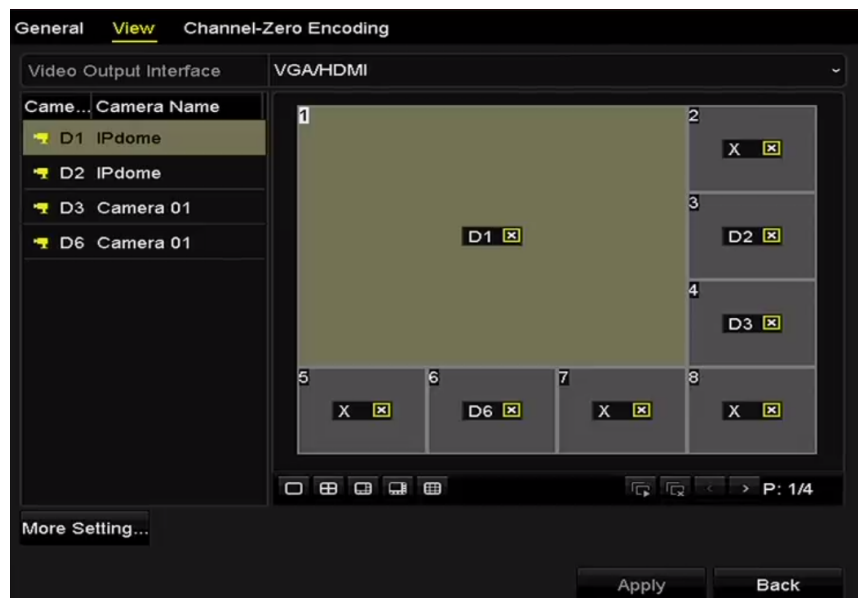 General View Channel-Zero Encoding
Video Output Interface VGA/HDMI
Came... Camera Name
D1 IPdome
D2 IPdome
D3 Camera 01
D6 Camera 01
1
2
X
3
D1
D2
4
D3
5
6
7
8
X
D6
X
X
P: 1/4
More Setting...
Apply
Back